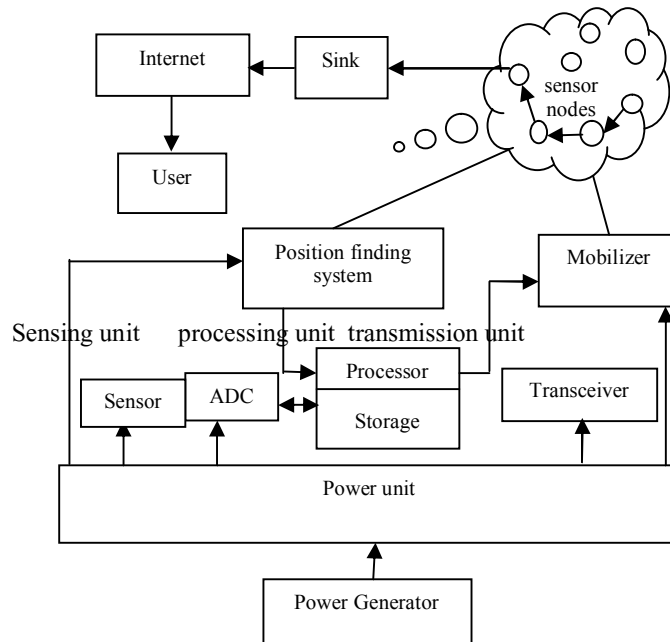 Internet
Sink
sensor
nodes
User
Position finding
system
Mobilizer
Sensing unit processing unit transmission unit
Processor
Sensor
ADC
Transceiver
Storage
Power unit
Power Generator